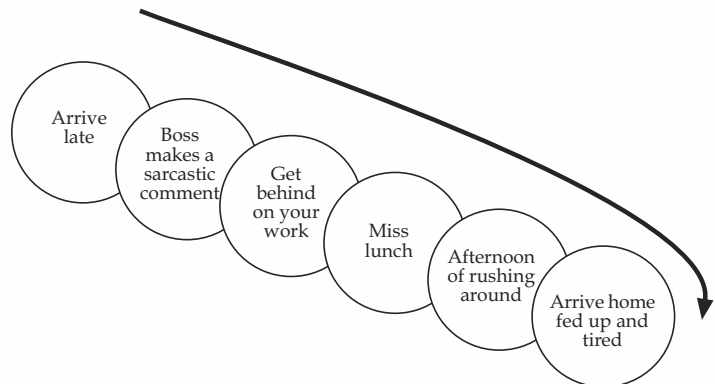 Arrive
late
Boss
makes a
sarcastic
comment
Get
behind
on your
work
Miss
lunch
Afternoon
of rushing
around
Arrive home
fed up and
tired